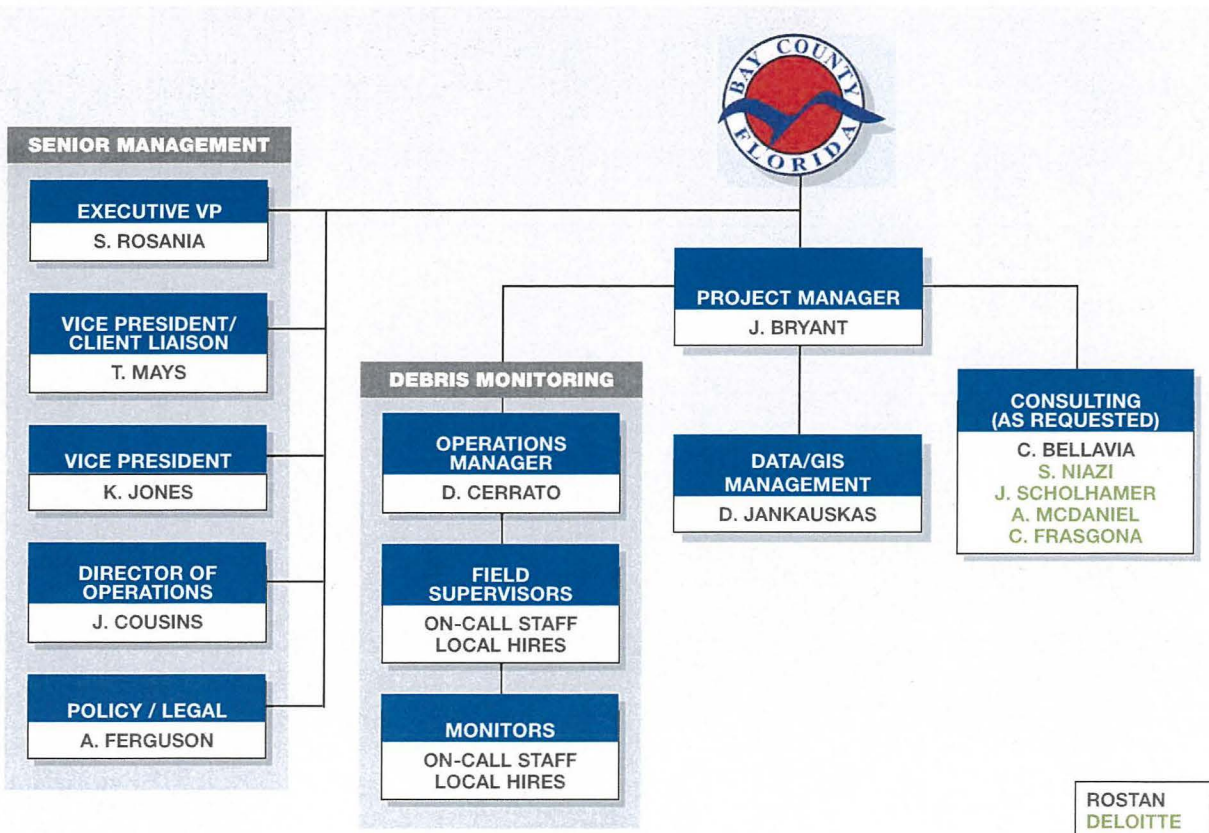 BAY COUNTY
FLORIDA
SENIOR MANAGEMENT
EXECUTIVE VP
S. ROSANIA
VICE PRESIDENT/
CLIENT LIAISON
T. MAYS
VICE PRESIDENT
K. JONES
DIRECTOR OF
OPERATIONS
J. COUSINS
POLICY / LEGAL
A. FERGUSON
PROJECT MANAGER
J. BRYANT
DEBRIS MONITORING
OPERATIONS
MANAGER
D. CERRATO
FIELD
SUPERVISORS
ON-CALL STAFF
LOCAL HIRES
MONITORS
ON-CALL STAFF
LOCAL HIRES
DATA/GIS
MANAGEMENT
D. JANKAUSKAS
CONSULTING
(AS REQUESTED)
C. BELLAVIA
S. NIAZI
J. SCHOLHAMER
A. MCDANIEL
C. FRASGONA
ROSTAN
DELOITTE